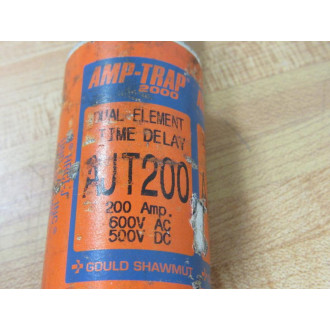 AMP-TRAP
2000
DUAL-ELEMENT
TIME DELAY
AJT200
200 Amp.
600V AC
500V DC
GOULD SHAWMUT